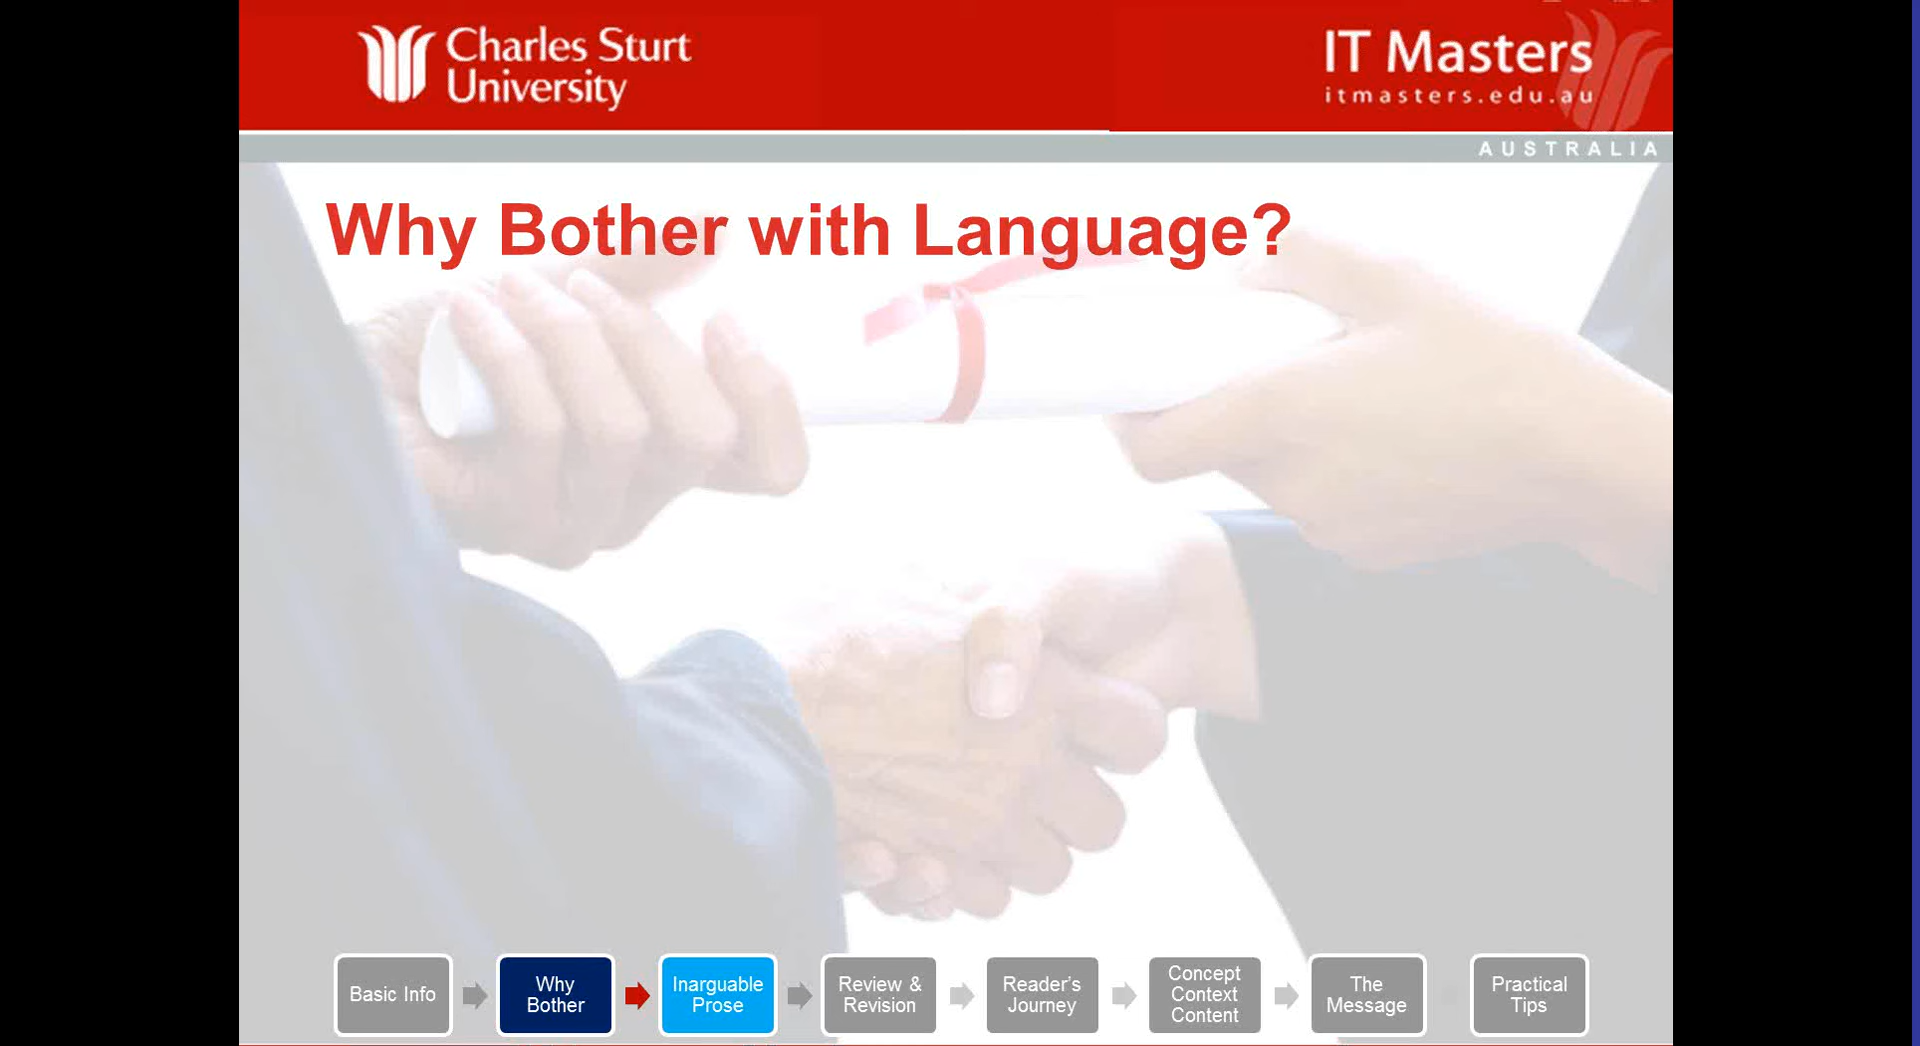 Charles Sturt
University
IT Masters
itmasters.edu.au
AUSTRALIA
Why Bother with Language?
Basic Info
Why
Bother
Inarguable
Prose
Review &
Revision
Reader's
Journey
Concept
Context
Content
The
Message
Practical
Tips